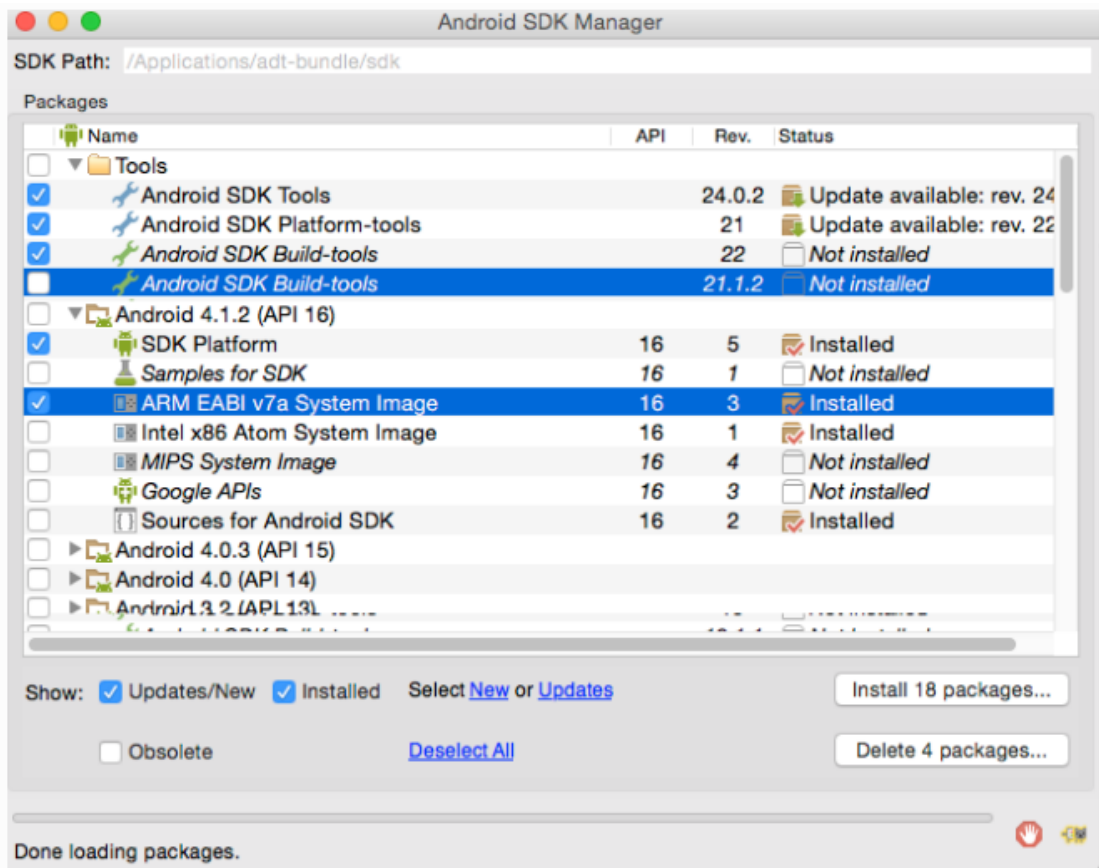 Android SDK Manager
SDK Path: /Applications/adt-bundle/sdk
Packages
Name API Rev. Status
Tools
Android SDK Tools 24.0.2 Update available: rev. 24
Android SDK Platform-tools 21 Update available: rev. 22
Android SDK Build-tools 22 Not installed
Android SDK Build-tools 21.1.2 Not installed
Android 4.1.2 (API 16)
SDK Platform 16 5 Installed
Samples for SDK 16 1 Not installed
ARM EABI v7a System Image 16 3 Installed
Intel x86 Atom System Image 16 1 Installed
MIPS System Image 16 4 Not installed
Google APIs 16 3 Not installed
Sources for Android SDK 16 2 Installed
Android 4.0.3 (API 15)
Android 4.0 (API 14)
Android 3.2 (API 13)
Show: Updates/New Installed Select New or Updates Install 18 packages...
Obsolete Deselect All Delete 4 packages...
Done loading packages.